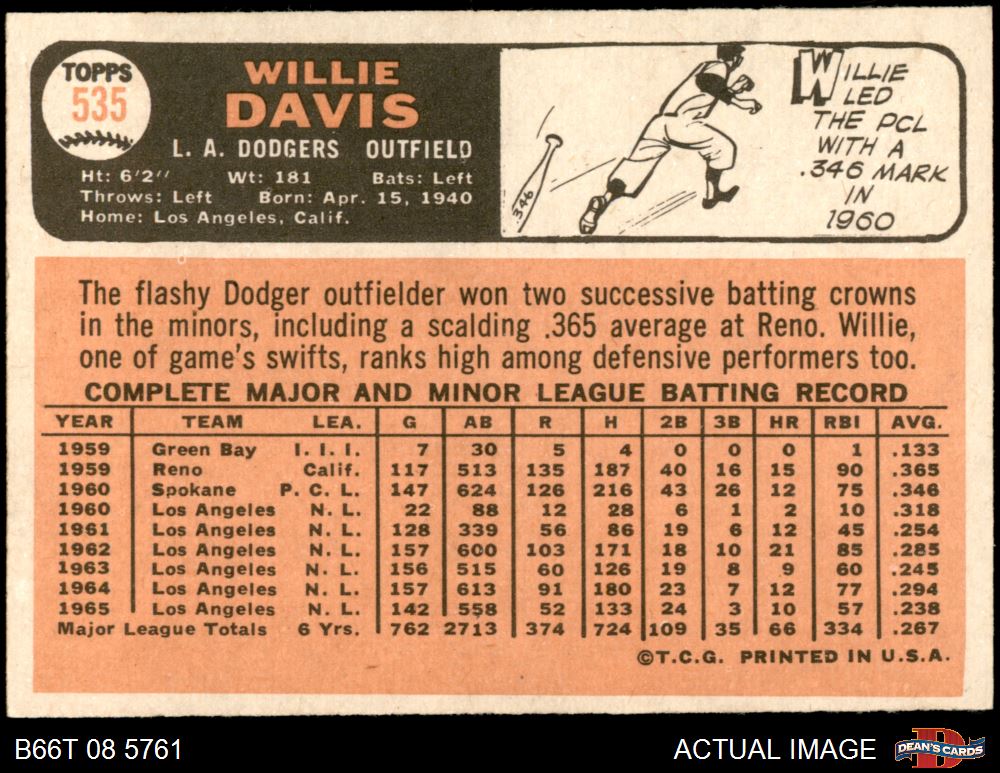 TOPPS
535
WILLIE
DAVIS
L. A. DODGERS OUTFIELD
Ht: 6'2" Wt: 181 Bats: Left
Throws: Left Born: Apr. 15, 1940
Home: Los Angeles, Calif.
.346
WILLIE
LED
THE PCL
WITH A
.346 MARK
IN
1960
The flashy Dodger outfielder won two successive batting crowns
in the minors, including a scalding .365 average at Reno. Willie,
one of game's swifts, ranks high among defensive performers too.
COMPLETE MAJOR AND MINOR LEAGUE BATTING RECORD
YEAR TEAM LEA. G AB R H 2B 3B HR RBI AVG.
1959 Green Bay I. I. I. 7 30 5 4 0 0 0 1 .133
1959 Reno Calif. 117 513 135 187 40 16 15 90 .365
1960 Spokane P. C. L. 147 624 126 216 43 26 12 75 .346
1960 Los Angeles N. L. 22 88 12 28 6 1 2 10 .318
1961 Los Angeles N. L. 128 339 56 86 19 6 12 45 .254
1962 Los Angeles N. L. 157 600 103 171 18 10 21 85 .285
1963 Los Angeles N. L. 156 515 60 126 19 8 9 60 .245
1964 Los Angeles N. L. 157 613 91 180 23 7 12 77 .294
1965 Los Angeles N. L. 142 558 52 133 24 3 10 57 .238
Major League Totals 6 Yrs. 762 2713 374 724 109 35 66 334 .267
©T.C.G. PRINTED IN U.S.A.
B66T 08 5761 ACTUAL IMAGE
D
DEAN'S CARDS